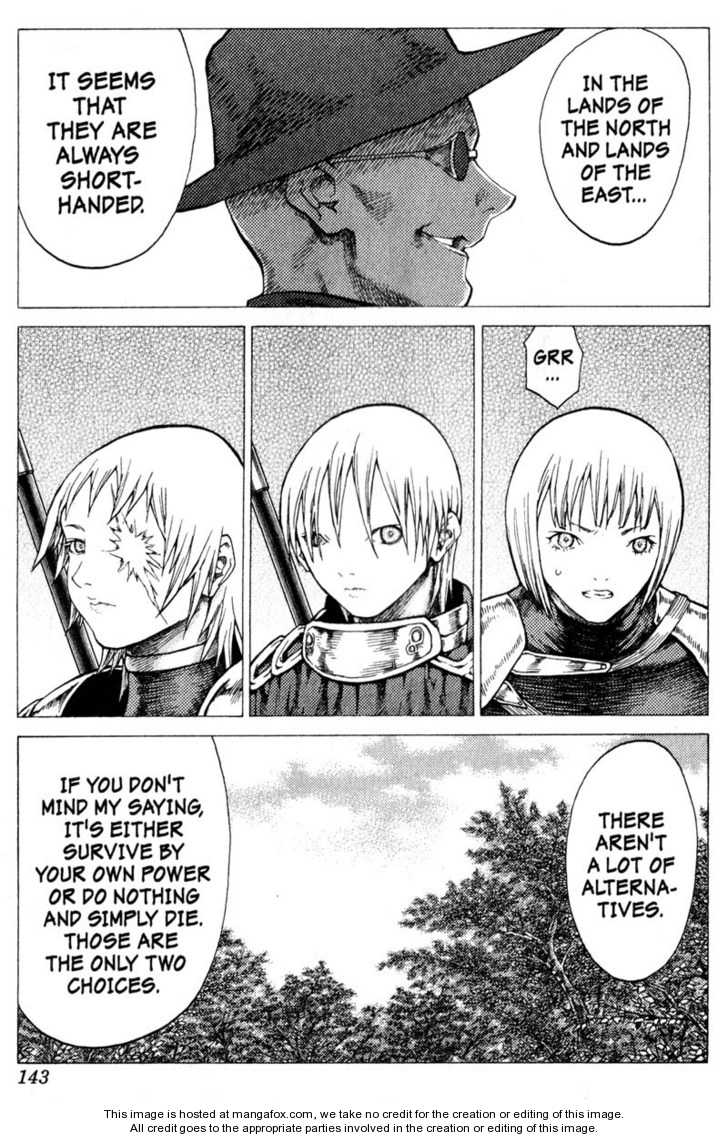 IN THE
LANDS OF
THE NORTH
AND LANDS
OF THE
EAST...
IT SEEMS
THAT
THEY ARE
ALWAYS
SHORT-
HANDED.
GRR
...
THERE
AREN'T
A LOT OF
ALTERNA-
TIVES.
IF YOU DON'T
MIND MY SAYING,
IT'S EITHER
SURVIVE BY
YOUR OWN POWER
OR DO NOTHING
AND SIMPLY DIE.
THOSE ARE
THE ONLY TWO
CHOICES.
143
This image is hosted at mangafox.com, we take no credit for the creation or editing of this image.
All credit goes to the appropriate parties involved in the creation or editing of this image.